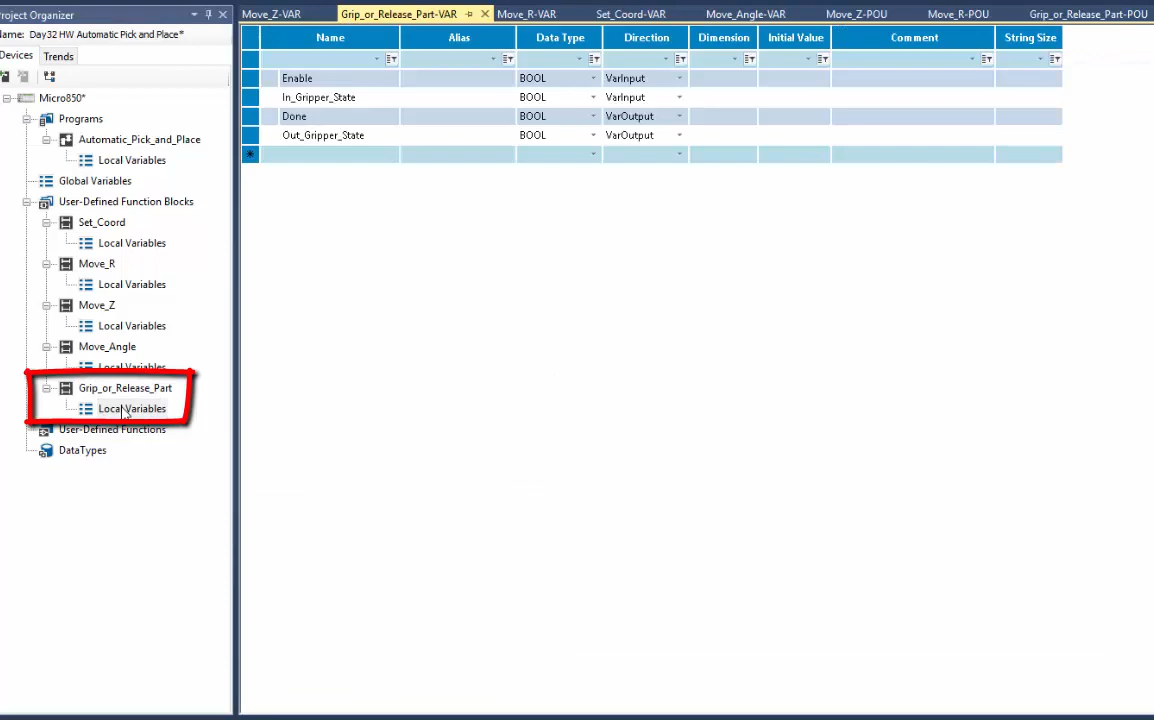 Project Organizer
Name: Day32 HW Automatic Pick and Place*
Devices
Trends
Micro850*
Programs
Automatic_Pick_and_Place
Local Variables
Global Variables
User-Defined Function Blocks
Set_Coord
Local Variables
Move_R
Local Variables
Move_Z
Local Variables
Move_Angle
Local Variables
Grip_or_Release_Part
Local Variables
User-Defined Functions
DataTypes
Move_Z-VAR Grip_or_Release_Part-VAR Move_R-VAR Set_Coord-VAR Move_Angle-VAR Move_Z-POU Move_R-POU Grip_or_Release_Part-POU
Name Alias Data Type Direction Dimension Initial Value Comment String Size
Enable BOOL VarInput
In_Gripper_State BOOL VarInput
Done BOOL VarOutput
Out_Gripper_State BOOL VarOutput